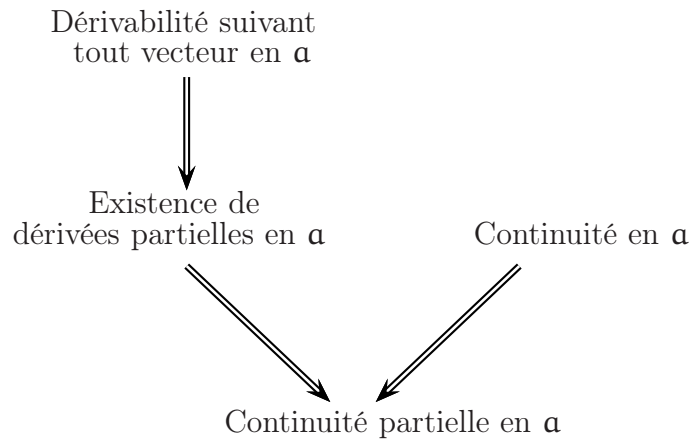 Dérivabilité suivant
tout vecteur en 𝔞
Existence de
dérivées partielles en 𝔞
Continuité en 𝔞
Continuité partielle en 𝔞